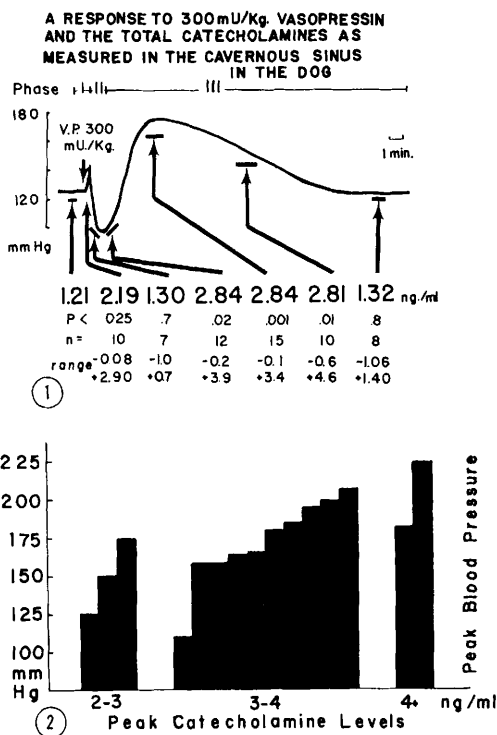 A RESPONSE TO 300mU/Kg. VASOPRESSIN
AND THE TOTAL CATECHOLAMINES AS
MEASURED IN THE CAVERNOUS SINUS
IN THE DOG
Phase I II III
180
V.P. 300
mU./Kg.
1 min.
120
mm Hg
1.21 2.19 1.30 2.84 2.84 2.81 1.32 ng./ml
P< 025 .7 .02 .001 .01 .8
n= 10 7 12 15 10 8
range -008 -1.0 -0.2 -0.1 -0.6 -1.06
+2.90 +0.7 +3.9 +3.4 +4.6 +1.40
1
225
200
175
150
125
100
mm
Hg
Peak Blood Pressure
2-3 3-4 4+ ng/ml
2 Peak Catecholamine Levels